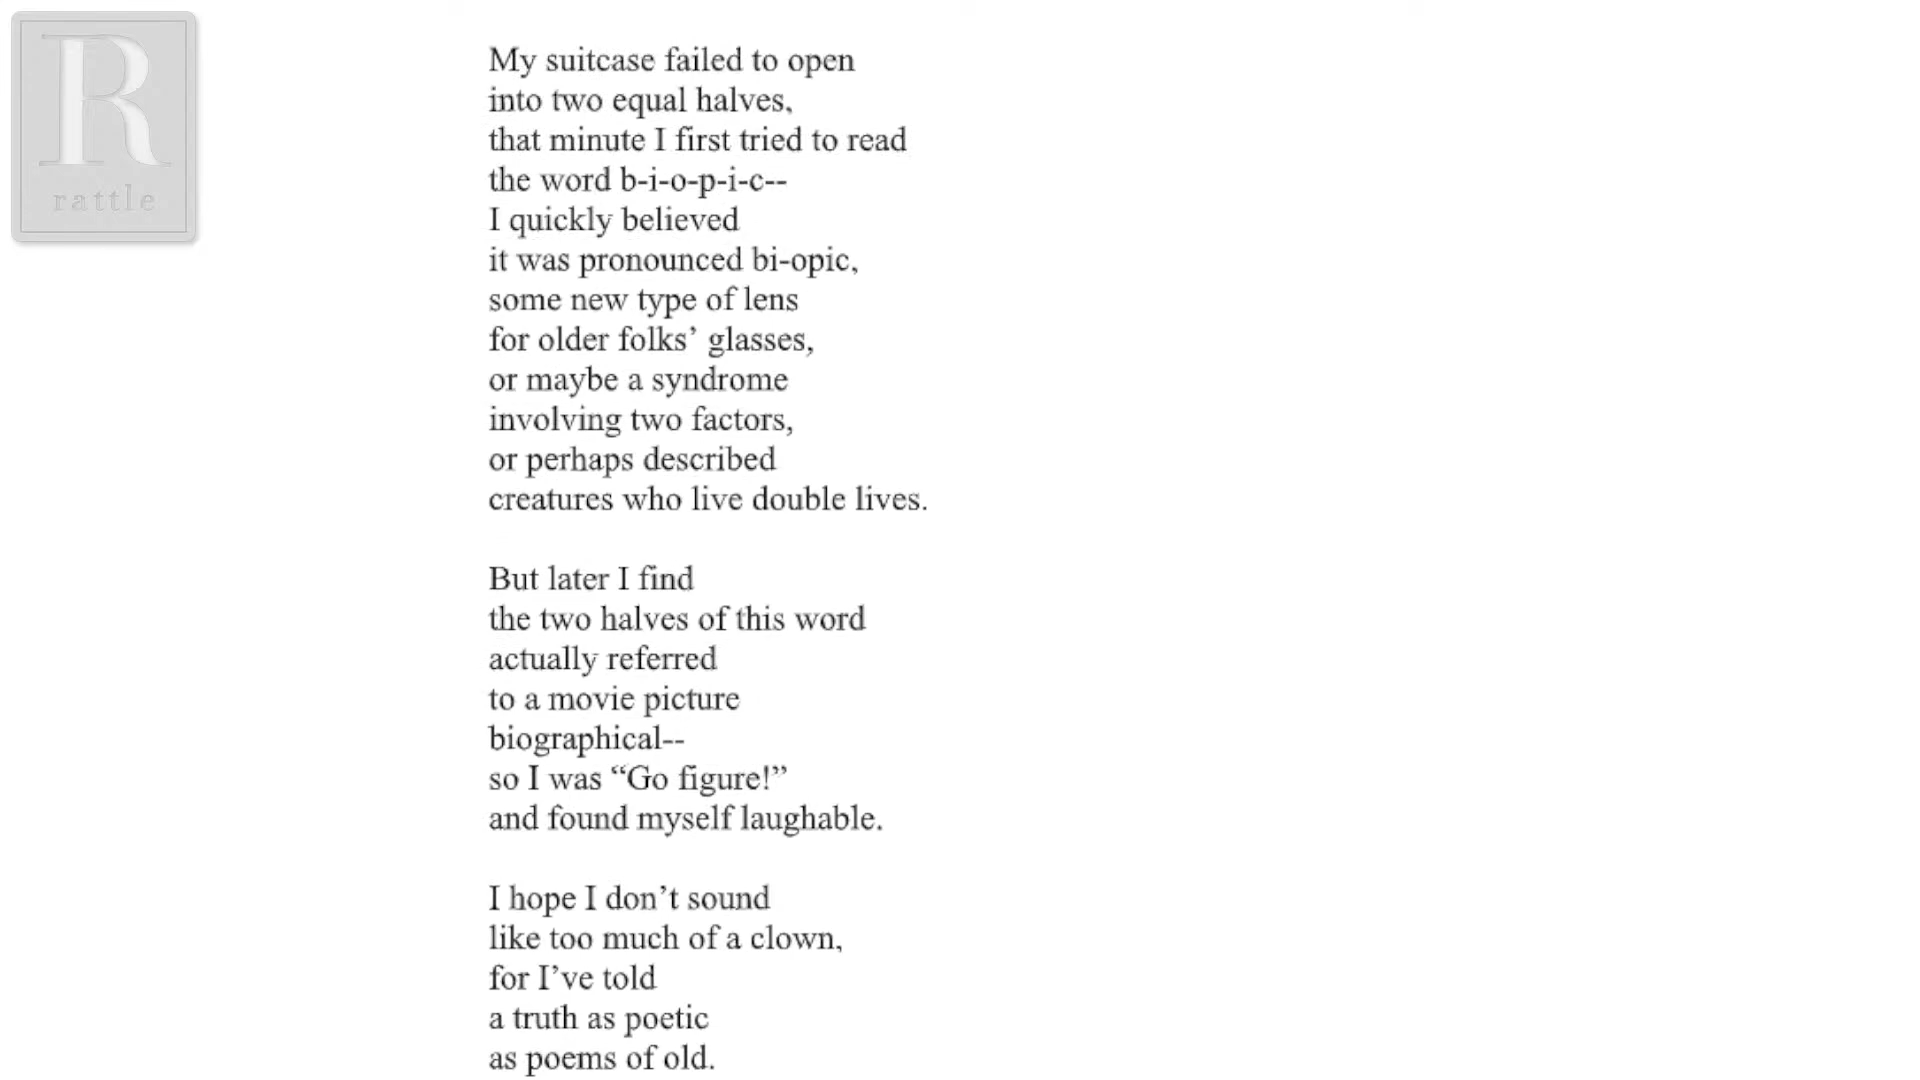 R
rattle
My suitcase failed to open
into two equal halves,
that minute I first tried to read
the word b-i-o-p-i-c--
I quickly believed
it was pronounced bi-opic,
some new type of lens
for older folks’ glasses,
or maybe a syndrome
involving two factors,
or perhaps described
creatures who live double lives.

But later I find
the two halves of this word
actually referred
to a movie picture
biographical--
so I was “Go figure!”
and found myself laughable.

I hope I don’t sound
like too much of a clown,
for I’ve told
a truth as poetic
as poems of old.